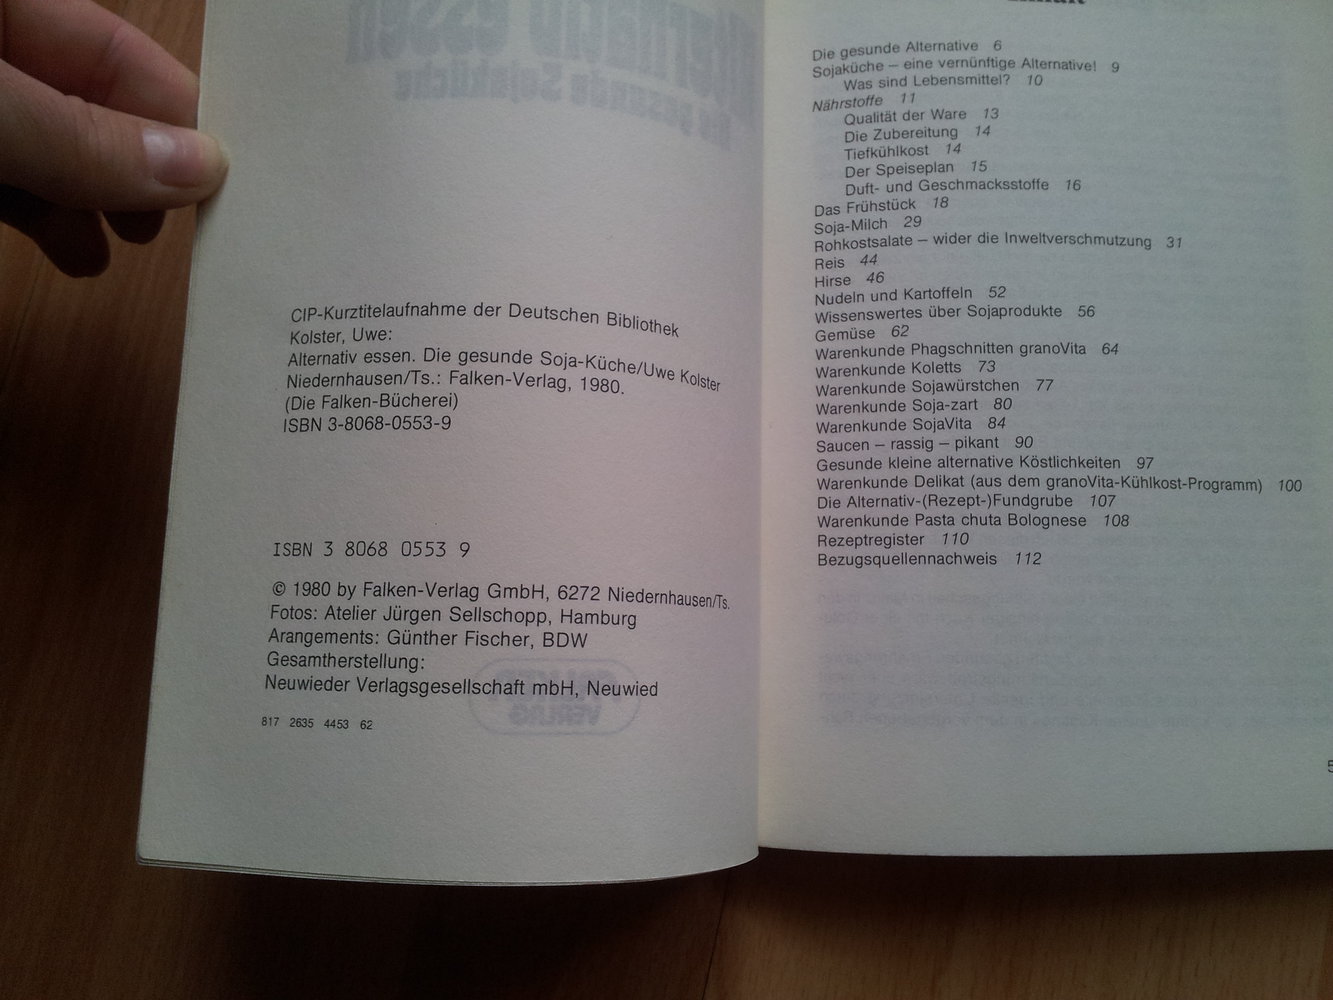 CIP-Kurztitelaufnahme der Deutschen Bibliothek
Kolster, Uwe:
Alternativ essen. Die gesunde Soja-Küche/Uwe Kolster
Niedernhausen/Ts.: Falken-Verlag, 1980.
(Die Falken-Bücherei)
ISBN 3-8068-0553-9
ISBN 3 8068 0553 9
© 1980 by Falken-Verlag GmbH, 6272 Niedernhausen/Ts.
Fotos: Atelier Jürgen Sellschopp, Hamburg
Arangements: Günther Fischer, BDW
Gesamtherstellung:
Neuwieder Verlagsgesellschaft mbH, Neuwied
817 2635 4453 62
Die gesunde Alternative 6
Sojaküche – eine vernünftige Alternative! 9
Was sind Lebensmittel? 10
Nährstoffe 11
Qualität der Ware 13
Die Zubereitung 14
Tiefkühlkost 14
Der Speiseplan 15
Duft- und Geschmacksstoffe 16
Das Frühstück 18
Soja-Milch 29
Rohkostsalate – wider die Inweltverschmutzung 31
Reis 44
Hirse 46
Nudeln und Kartoffeln 52
Wissenswertes über Sojaprodukte 56
Gemüse 62
Warenkunde Phagschnitten granoVita 64
Warenkunde Koletts 73
Warenkunde Sojawürstchen 77
Warenkunde Soja-zart 80
Warenkunde SojaVita 84
Saucen – rassig – pikant 90
Gesunde kleine alternative Köstlichkeiten 97
Warenkunde Delikat (aus dem granoVita-Kühlkost-Programm) 100
Die Alternativ-(Rezept-)Fundgrube 107
Warenkunde Pasta chuta Bolognese 108
Rezeptregister 110
Bezugsquellennachweis 112
5